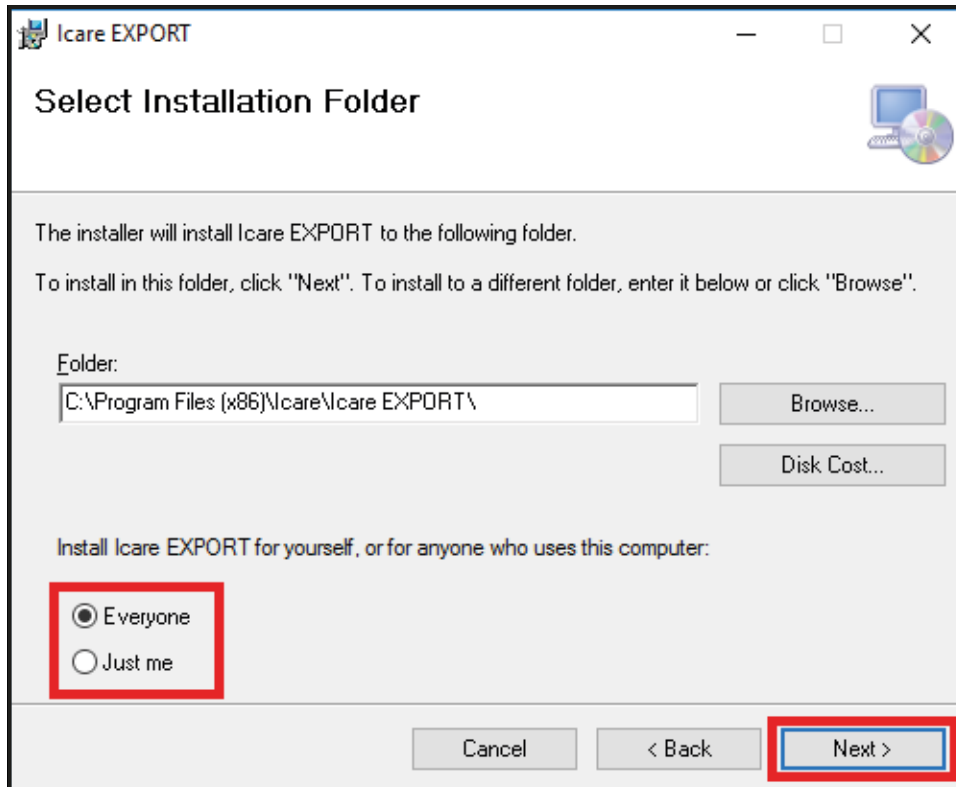 Icare EXPORT
Select Installation Folder
The installer will install Icare EXPORT to the following folder.
To install in this folder, click "Next". To install to a different folder, enter it below or click "Browse".
Folder:
C:\Program Files (x86)\Icare\Icare EXPORT\
Browse...
Disk Cost...
Install Icare EXPORT for yourself, or for anyone who uses this computer:
Everyone
Just me
Cancel
< Back
Next >